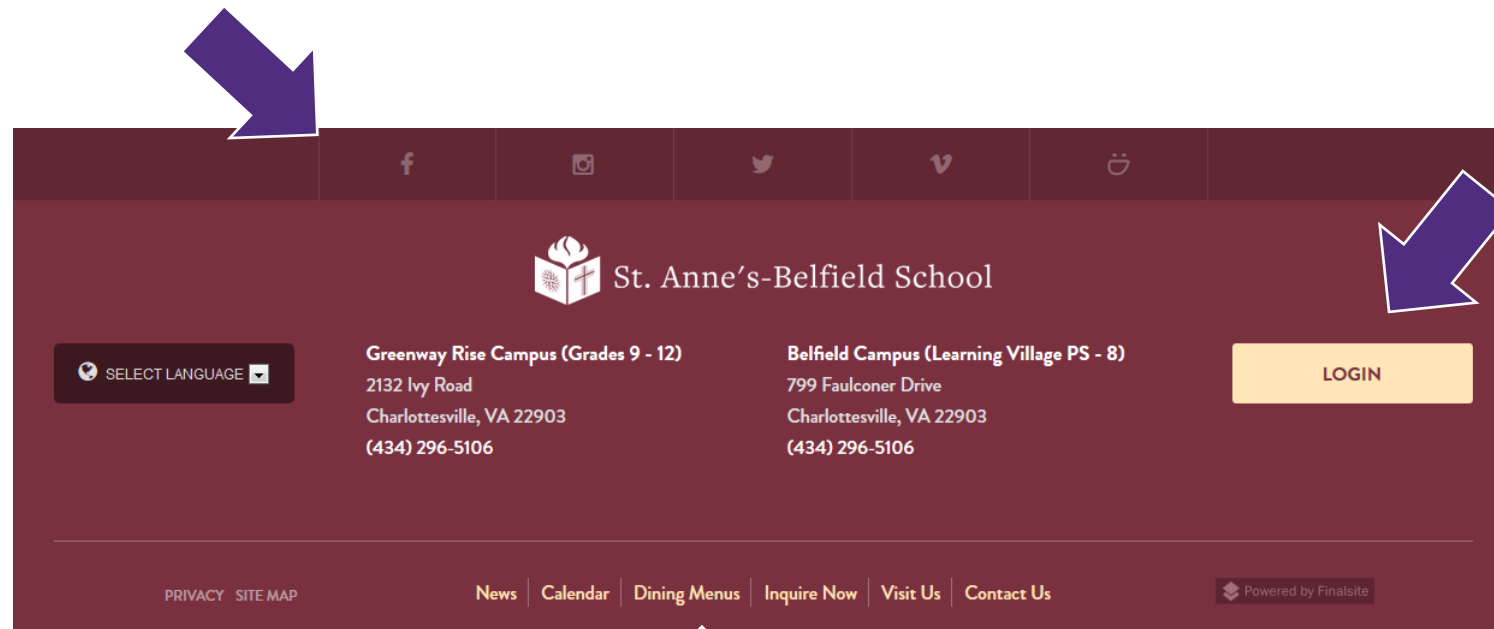 St. Anne's-Belfield School
SELECT LANGUAGE
Greenway Rise Campus (Grades 9 - 12)
2132 Ivy Road
Charlottesville, VA 22903
(434) 296-5106
Belfield Campus (Learning Village PS - 8)
799 Faulconer Drive
Charlottesville, VA 22903
(434) 296-5106
LOGIN
PRIVACY SITE MAP
News Calendar Dining Menus Inquire Now Visit Us Contact Us
Powered by Finalsite